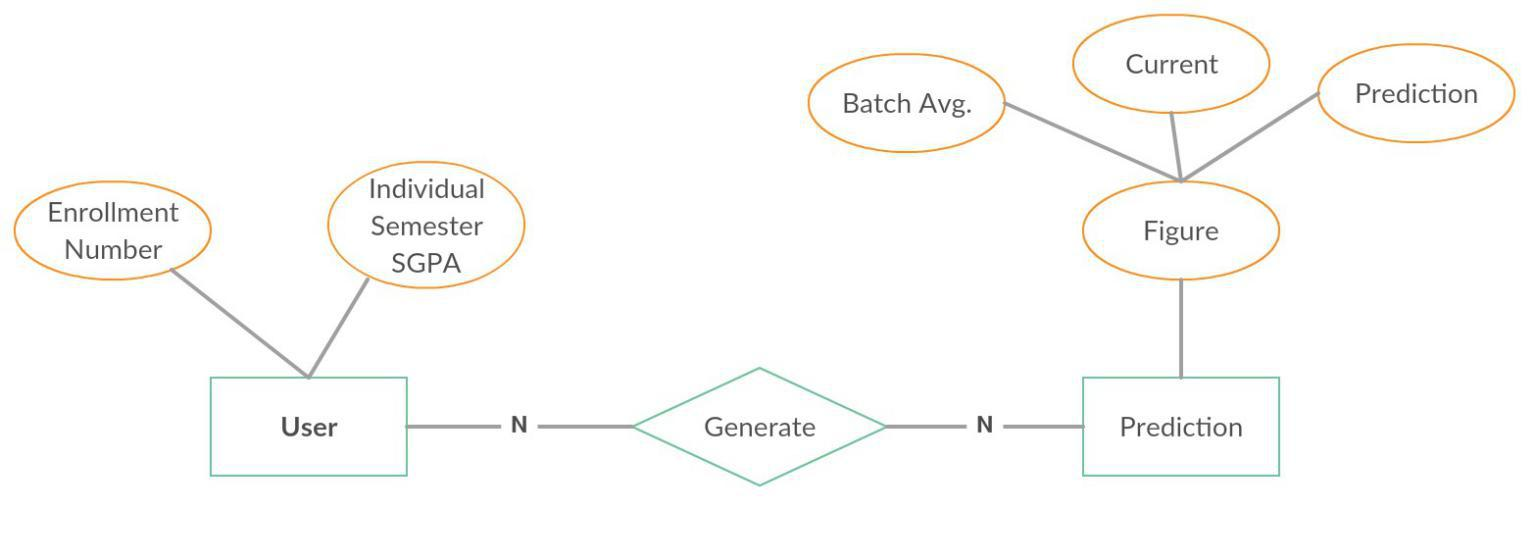 Current
Prediction
Batch Avg.
Individual
Semester
SGPA
Enrollment
Number
Figure
User
N
Generate
N
Prediction